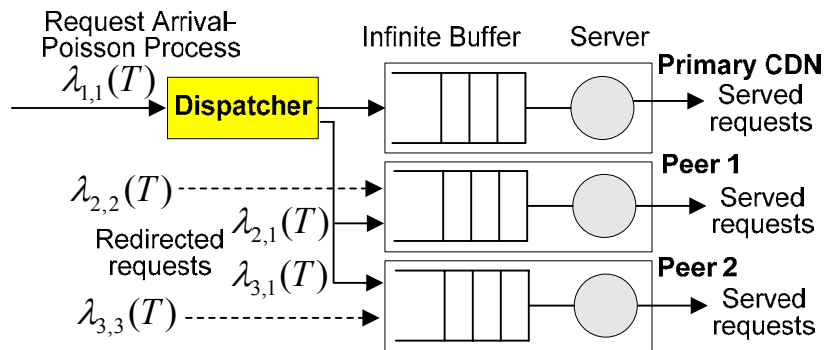 Request Arrival-
Poisson Process
λ1,1(T)
Dispatcher
Infinite Buffer
Server
Primary CDN
Served
requests
Peer 1
λ2,2(T)
Served
requests
λ2,1(T)
Redirected
requests
λ3,1(T)
Peer 2
λ3,3(T)
Served
requests